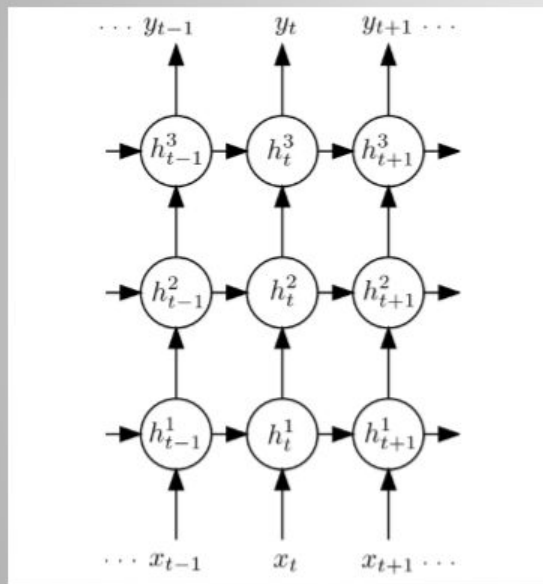 ⋯ y_{t−1} y_t y_{t+1} ⋯
h^3_{t−1} h^3_t h^3_{t+1}
h^2_{t−1} h^2_t h^2_{t+1}
h^1_{t−1} h^1_t h^1_{t+1}
⋯ x_{t−1} x_t x_{t+1} ⋯